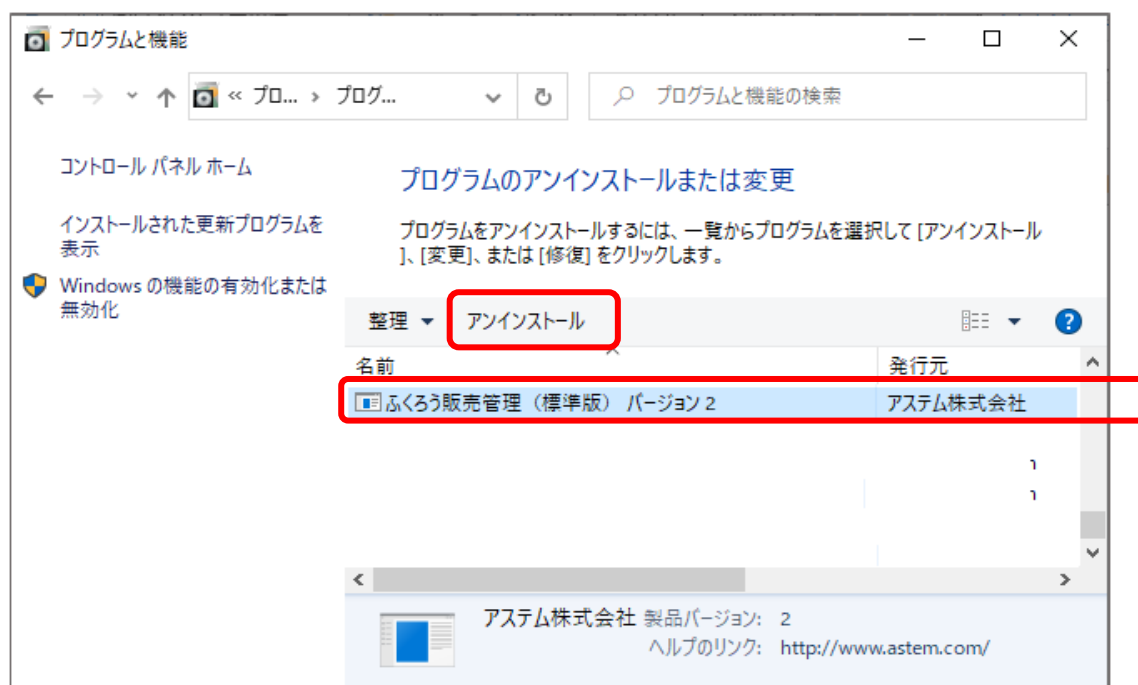 プログラムと機能
« プロ... › プログ...
プログラムと機能の検索
コントロール パネル ホーム
インストールされた更新プログラムを
表示
Windows の機能の有効化または
無効化
プログラムのアンインストールまたは変更
プログラムをアンインストールするには、一覧からプログラムを選択して [アンインストール
]、[変更]、または [修復] をクリックします。
整理 アンインストール
名前 発行元
ふくろう販売管理（標準版） バージョン 2 アステム株式会社
アステム株式会社 製品バージョン: 2
ヘルプのリンク: http://www.astem.com/